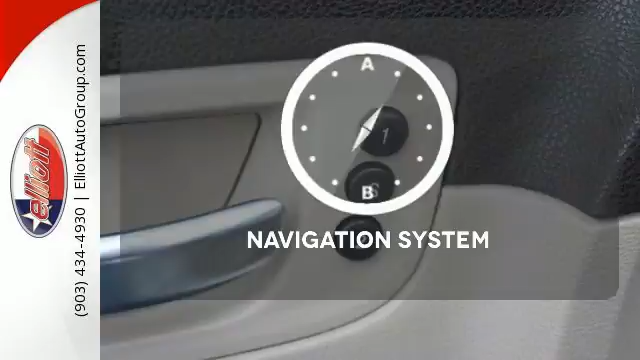 elliott
(903) 434-4930 | ElliottAutoGroup.com
A
1
B
S
NAVIGATION SYSTEM